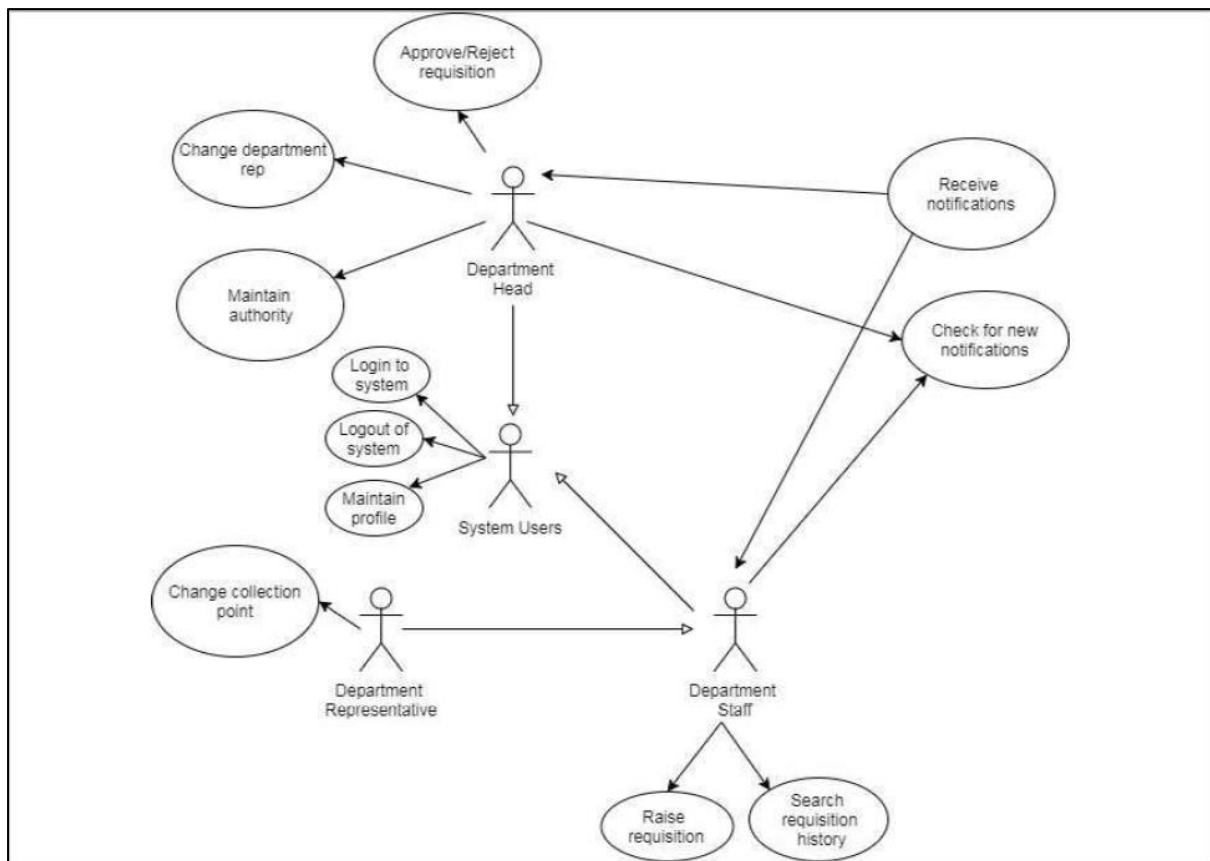 Approve/Reject
requisition
Change department
rep
Receive
notifications
Department
Head
Maintain
authority
Check for new
notifications
Login to
system
Logout of
system
Maintain
profile
System Users
Change collection
point
Department
Representative
Department
Staff
Raise
requisition
Search
requisition
history